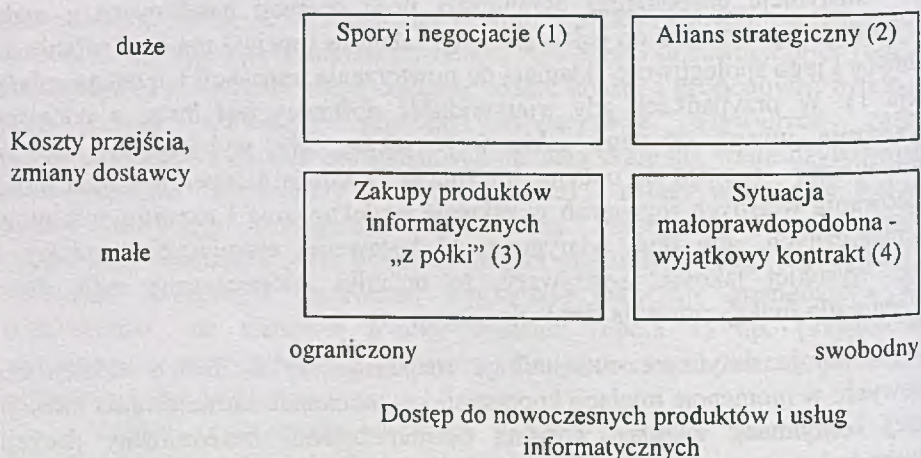 duże
Spory i negocjacje (1)
Alians strategiczny (2)
Koszty przejścia,
zmiany dostawcy
małe
Zakupy produktów
informatycznych
„z półki” (3)
Sytuacja
małoprawdopodobna -
wyjątkowy kontrakt (4)
ograniczony
swobodny
Dostęp do nowoczesnych produktów i usług
informatycznych